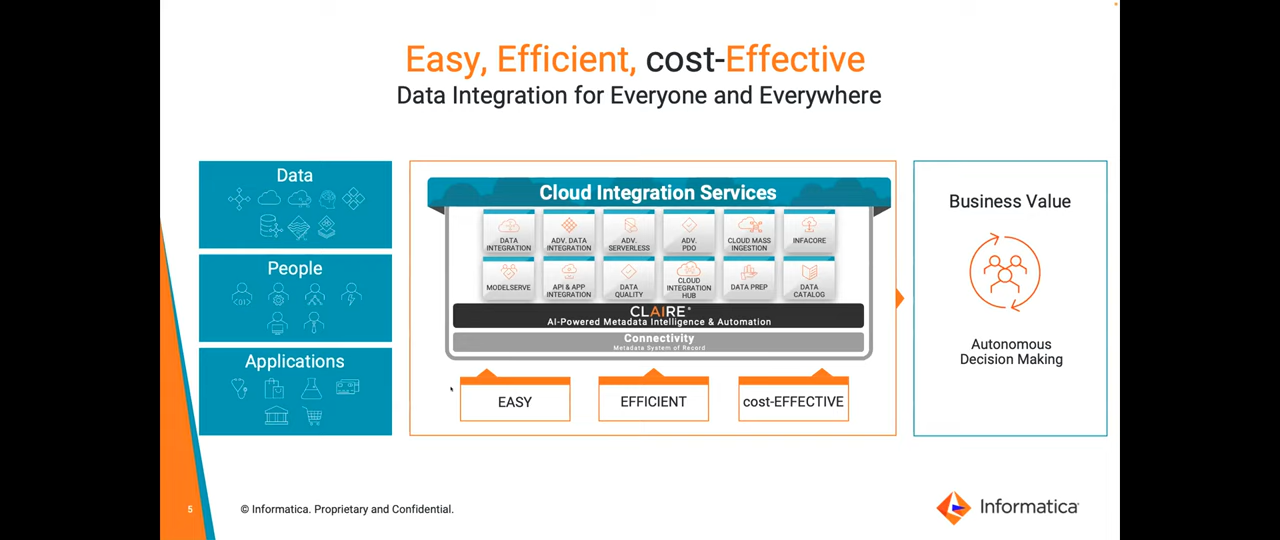 Easy, Efficient, cost-Effective
Data Integration for Everyone and Everywhere
Data
People
Applications
Cloud Integration Services
DATA
INTEGRATION
ADV. DATA
INTEGRATION
ADV.
SERVERLESS
ADV.
PDO
CLOUD MASS
INGESTION
INFACORE
MODELSERVE
API & APP
INTEGRATION
DATA
QUALITY
CLOUD
INTEGRATION
HUB
DATA PREP
DATA
CATALOG
CLAIRE®
AI-Powered Metadata Intelligence & Automation
Connectivity
Metadata System of Record
EASY
EFFICIENT
cost-EFFECTIVE
Business Value
Autonomous
Decision Making
5
© Informatica. Proprietary and Confidential.
Informatica